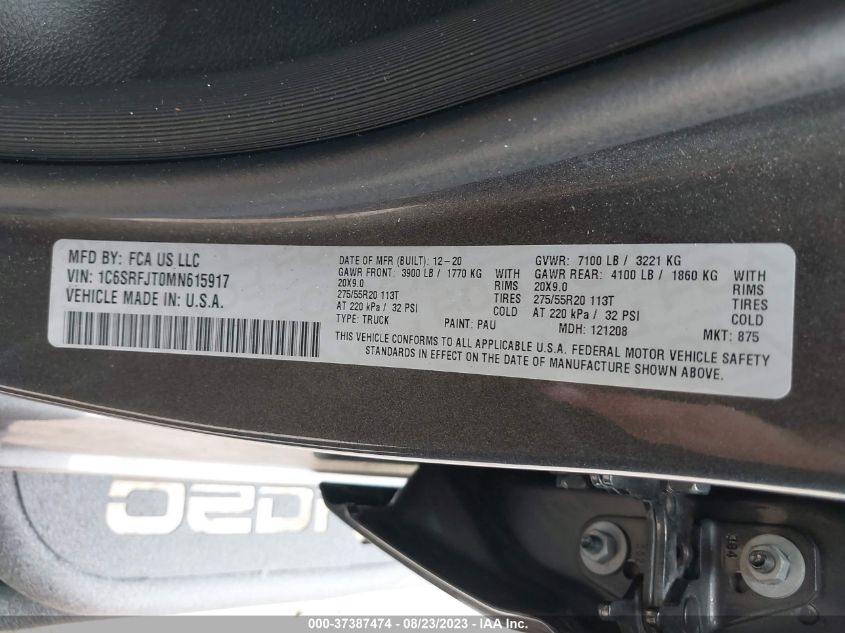 MFD BY: FCA US LLC
VIN: 1C6SRFJT0MN615917
VEHICLE MADE IN: U.S.A.
DATE OF MFR (BUILT): 12-20
GAWR FRONT: 3900 LB / 1770 KG
WITH
20X9.0
RIMS
275/55R20 113T
TIRES
AT 220 kPa / 32 PSI
COLD
TYPE: TRUCK
PAINT: PAU
GVWR: 7100 LB / 3221 KG
GAWR REAR: 4100 LB / 1860 KG
WITH
20X9.0
RIMS
275/55R20 113T
TIRES
AT 220 kPa / 32 PSI
COLD
MDH: 121208
MKT: 875
THIS VEHICLE CONFORMS TO ALL APPLICABLE U.S.A. FEDERAL MOTOR VEHICLE SAFETY
STANDARDS IN EFFECT ON THE DATE OF MANUFACTURE SHOWN ABOVE.
000-37387474 - 08/23/2023 - IAA Inc.